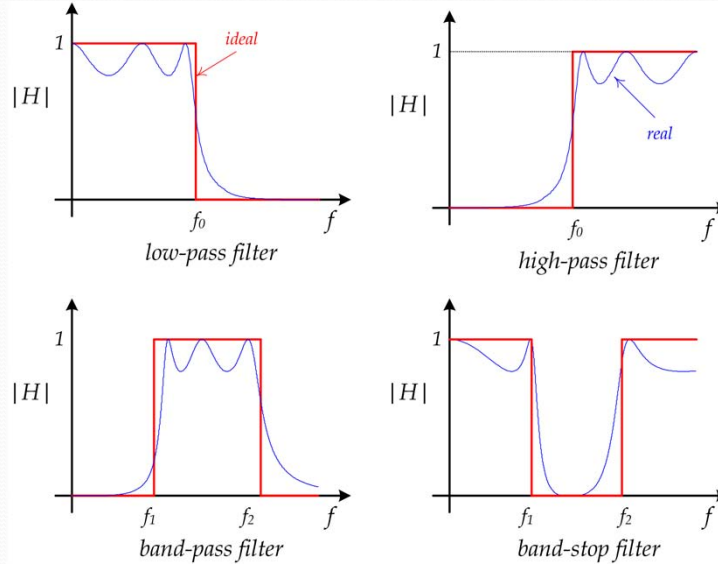 1
ideal
|H|
f0
f
low-pass filter
1
|H|
real
f0
f
high-pass filter
1
|H|
f1
f2
f
band-pass filter
1
|H|
f1
f2
f
band-stop filter